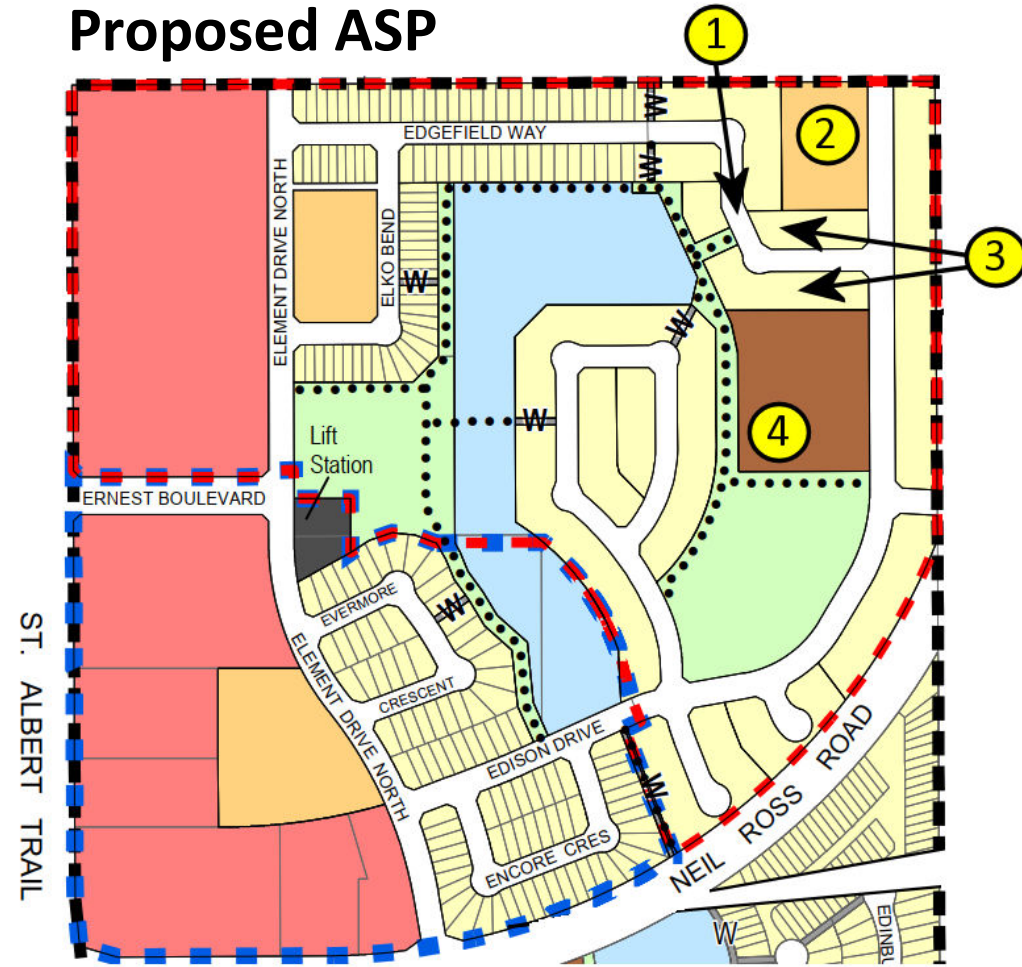 Proposed ASP
1
2
W
EDGEFIELD WAY
W
ELEMENT DRIVE NORTH
ELKO BEND
3
W
W
4
W
Lift
Station
ERNEST BOULEVARD
EVERMORE
W
CRESCENT
ELEMENT DRIVE NORTH
EDISON DRIVE
W
ENCORE CRES
NEIL ROSS ROAD
ST. ALBERT TRAIL
W